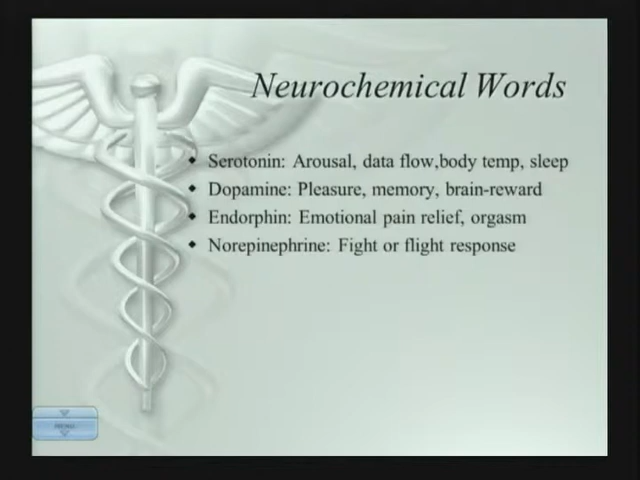 Neurochemical Words
◆ Serotonin: Arousal, data flow,body temp, sleep
◆ Dopamine: Pleasure, memory, brain-reward
◆ Endorphin: Emotional pain relief, orgasm
◆ Norepinephrine: Fight or flight response